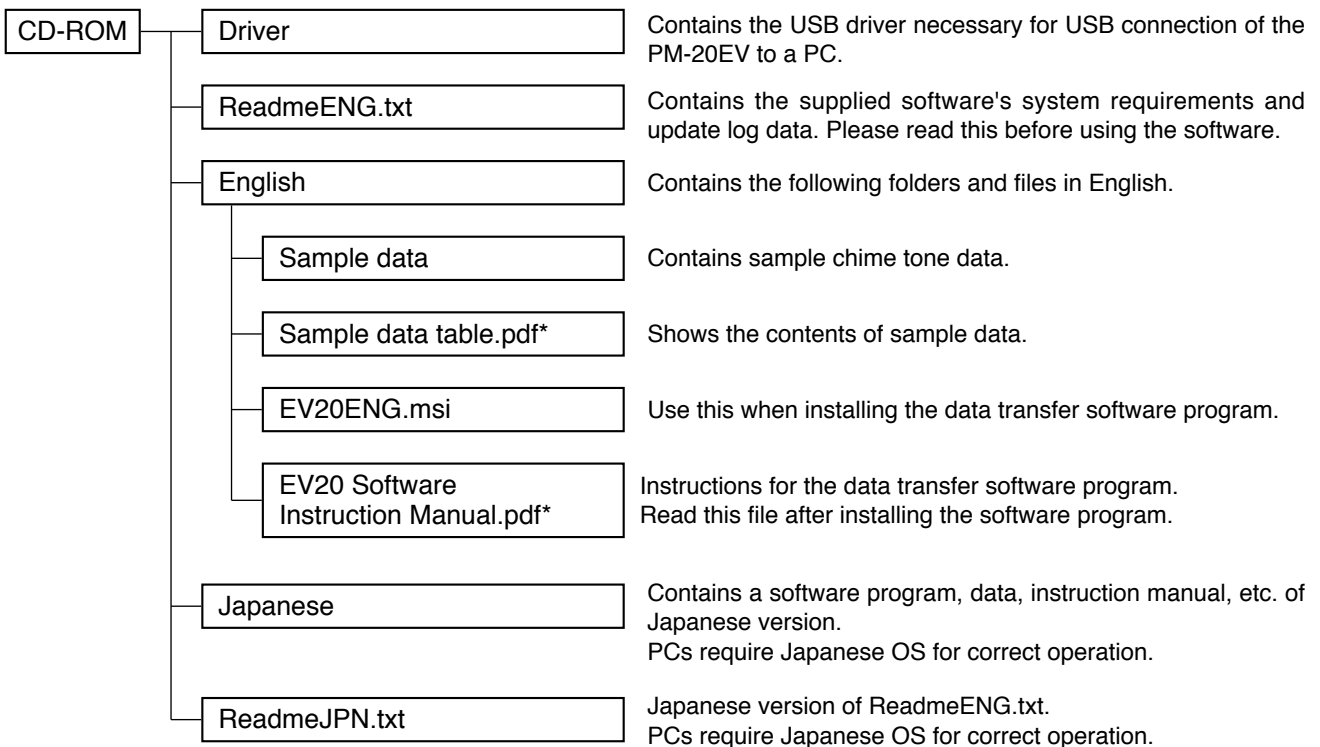 CD-ROM
Driver
Contains the USB driver necessary for USB connection of the
PM-20EV to a PC.
ReadmeENG.txt
Contains the supplied software's system requirements and
update log data. Please read this before using the software.
English
Contains the following folders and files in English.
Sample data
Contains sample chime tone data.
Sample data table.pdf*
Shows the contents of sample data.
EV20ENG.msi
Use this when installing the data transfer software program.
EV20 Software
Instruction Manual.pdf*
Instructions for the data transfer software program.
Read this file after installing the software program.
Japanese
Contains a software program, data, instruction manual, etc. of
Japanese version.
PCs require Japanese OS for correct operation.
ReadmeJPN.txt
Japanese version of ReadmeENG.txt.
PCs require Japanese OS for correct operation.